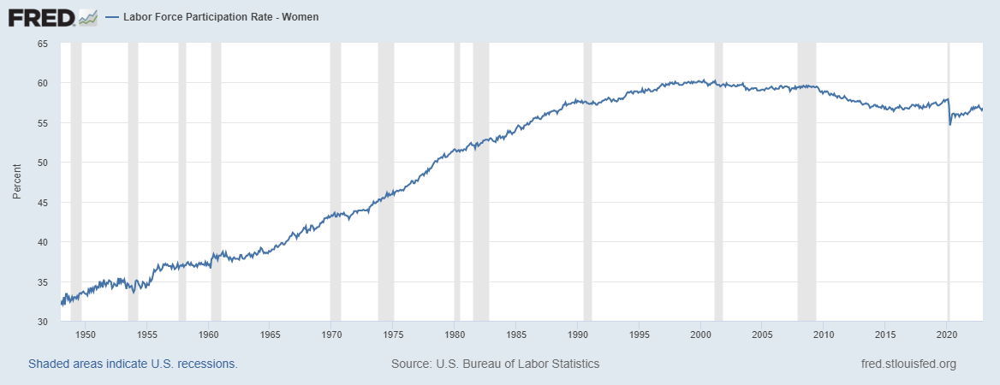 FRED
Labor Force Participation Rate - Women
65
60
55
50
45
40
35
30
Percent
1950 1955 1960 1965 1970 1975 1980 1985 1990 1995 2000 2005 2010 2015 2020
Shaded areas indicate U.S. recessions. Source: U.S. Bureau of Labor Statistics fred.stlouisfed.org